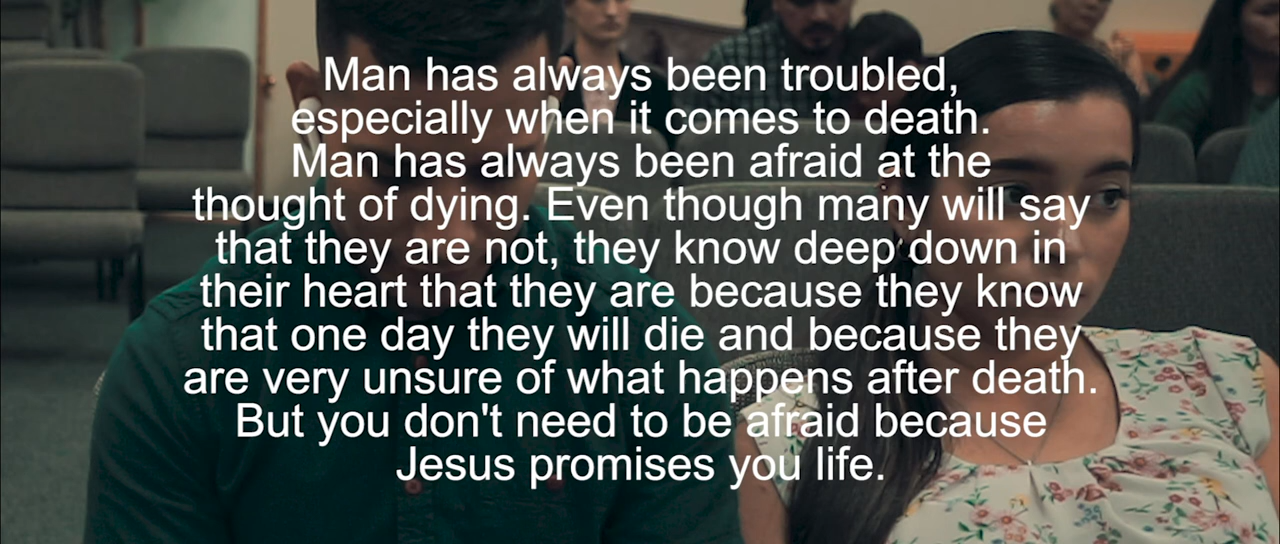 Man has always been troubled,
especially when it comes to death.
Man has always been afraid at the
thought of dying. Even though many will say
that they are not, they know deep down in
their heart that they are because they know
that one day they will die and because they
are very unsure of what happens after death.
But you don't need to be afraid because
Jesus promises you life.